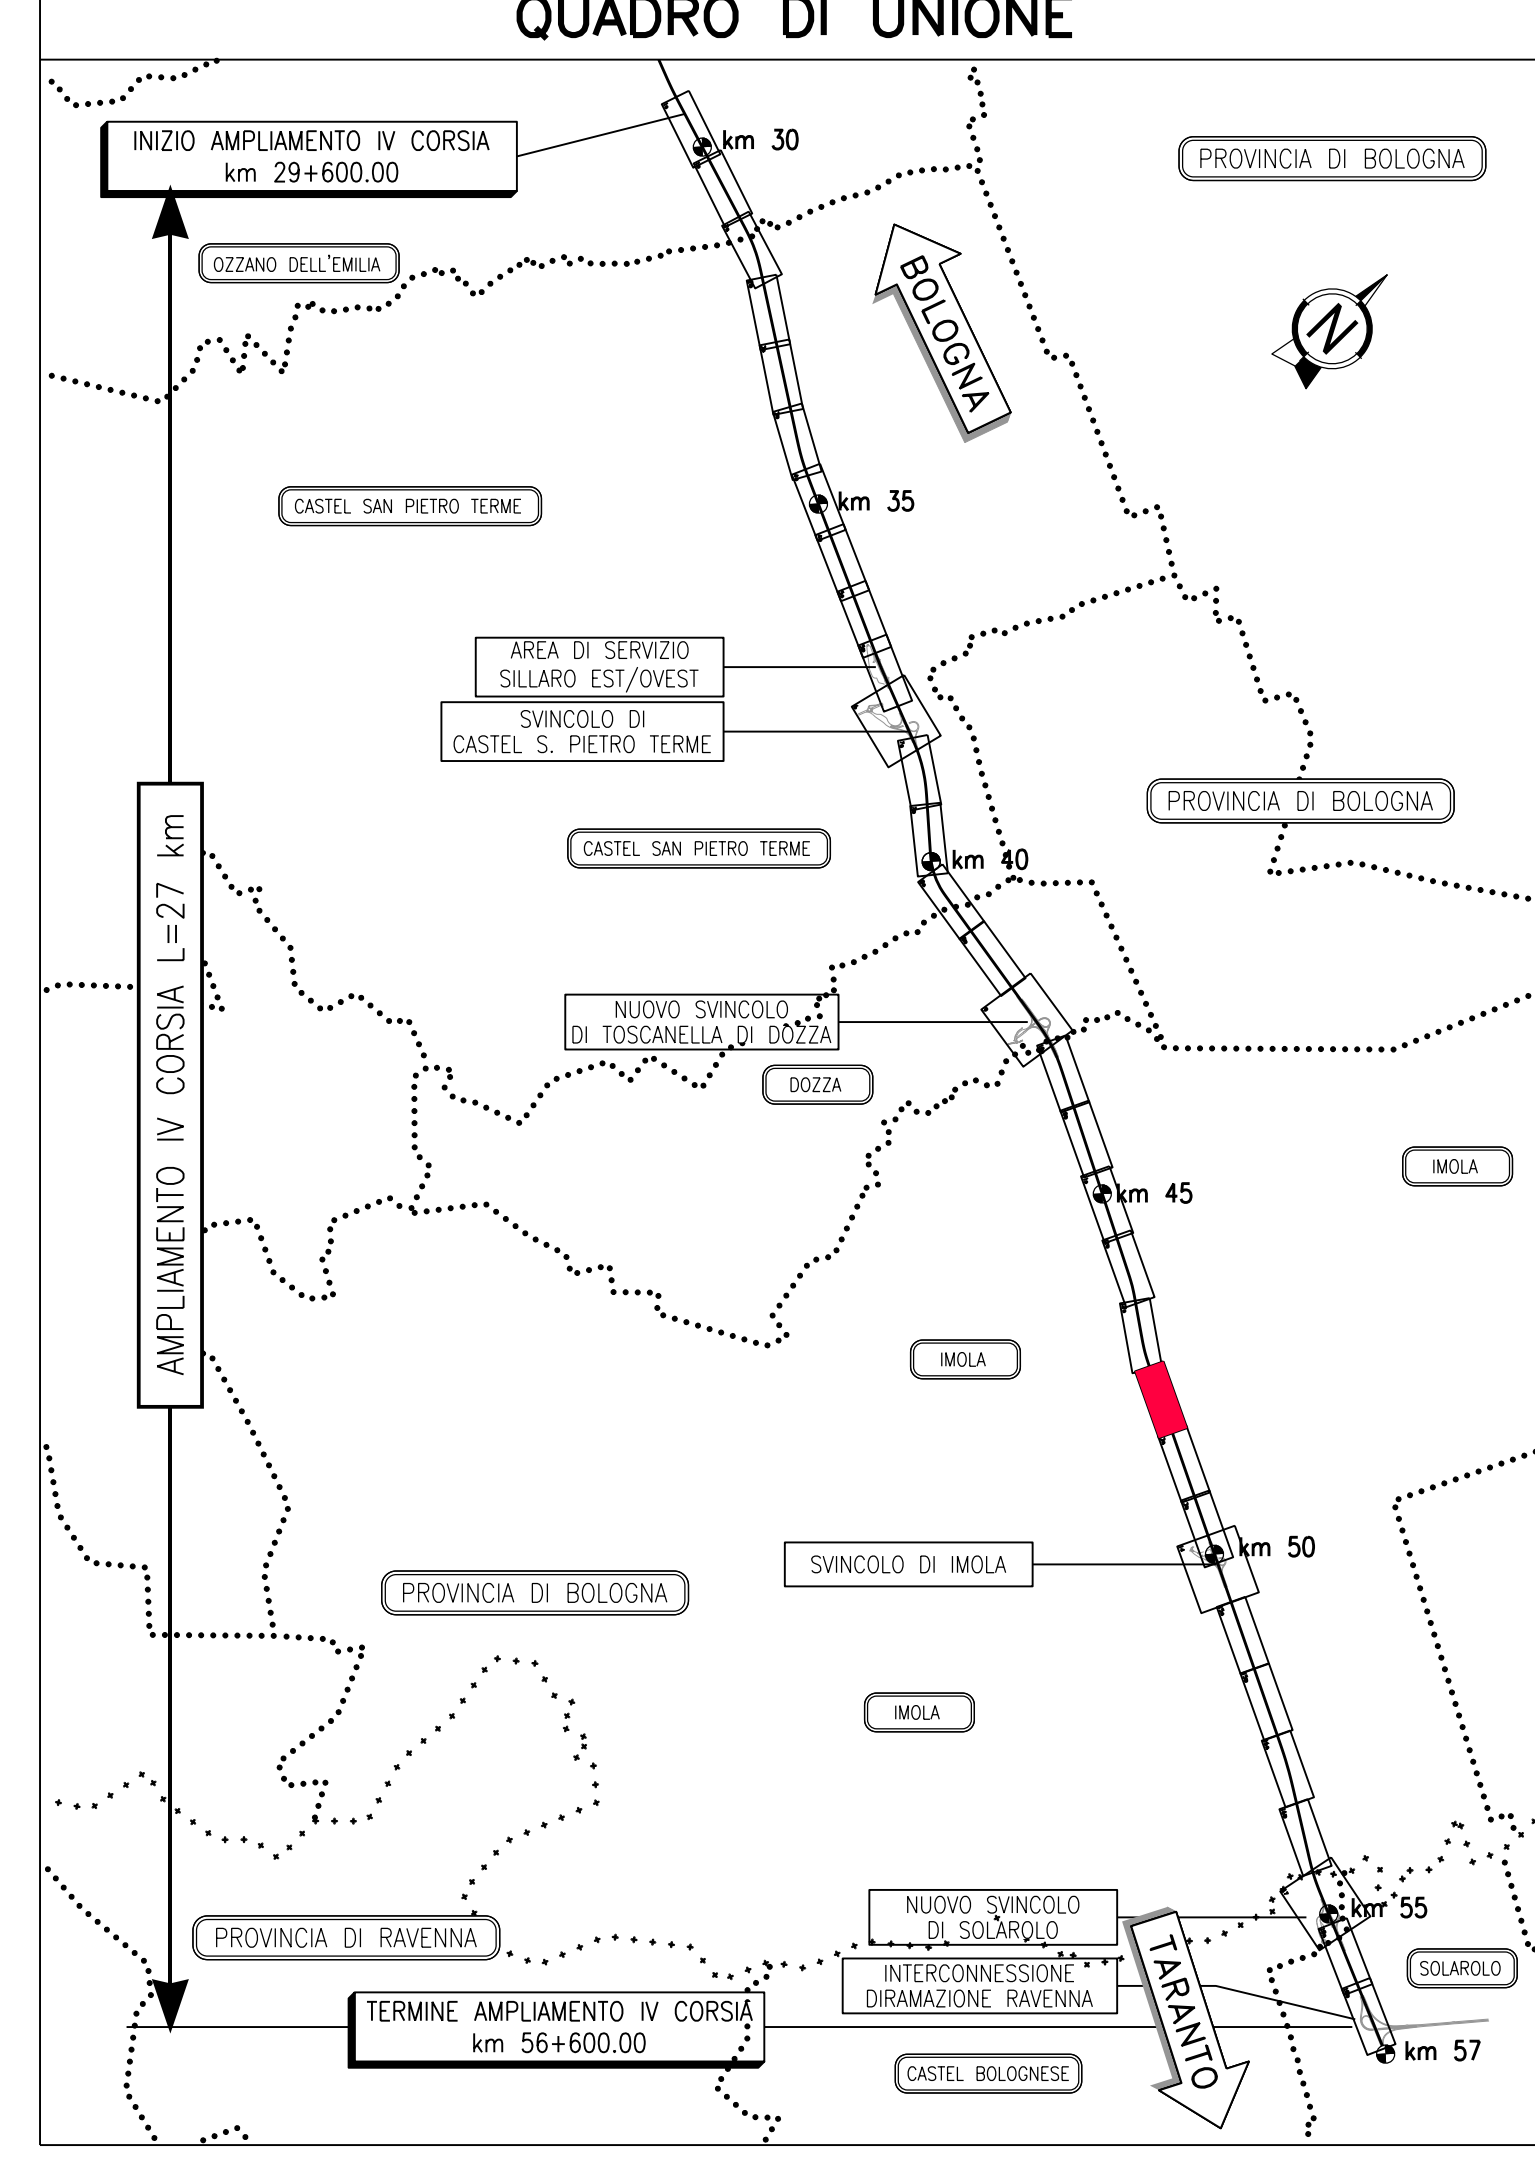 QUADRO DI UNIONE
INIZIO AMPLIAMENTO IV CORSIA
km 29+600.00
km 30
PROVINCIA DI BOLOGNA
OZZANO DELL'EMILIA
BOLOGNA
N
CASTEL SAN PIETRO TERME
km 35
AREA DI SERVIZIO
SILLARO EST/OVEST
SVINCOLO DI
CASTEL S. PIETRO TERME
PROVINCIA DI BOLOGNA
AMPLIAMENTO IV CORSIA L=27 km
CASTEL SAN PIETRO TERME
km 40
NUOVO SVINCOLO
DI TOSCANELLA DI DOZZA
DOZZA
IMOLA
km 45
IMOLA
km 50
SVINCOLO DI IMOLA
PROVINCIA DI BOLOGNA
IMOLA
NUOVO SVINCOLO
DI SOLAROLO
km 55
PROVINCIA DI RAVENNA
TARANTO
SOLAROLO
INTERCONNESSIONE
DIRAMAZIONE RAVENNA
TERMINE AMPLIAMENTO IV CORSIA
km 56+600.00
km 57
CASTEL BOLOGNESE